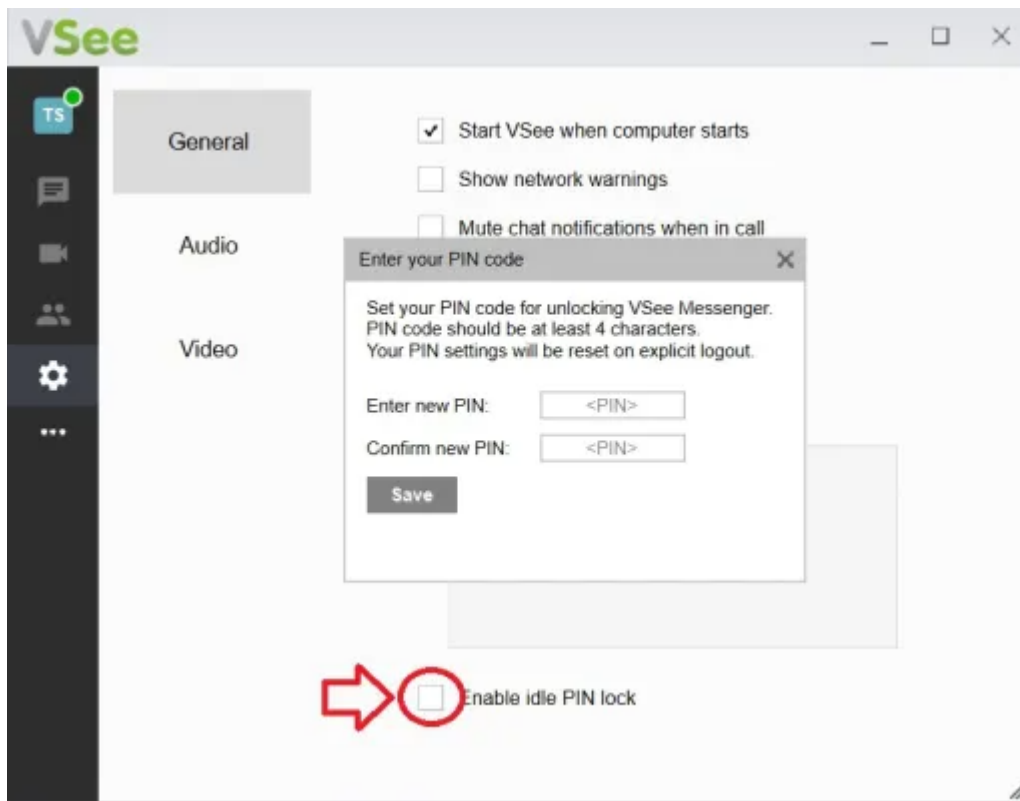 VSee
TS
General
Start VSee when computer starts
Show network warnings
Mute chat notifications when in call
Audio
Enter your PIN code
Set your PIN code for unlocking VSee Messenger.
PIN code should be at least 4 characters.
Your PIN settings will be reset on explicit logout.
Video
Enter new PIN: <PIN>
Confirm new PIN: <PIN>
Save
Enable idle PIN lock